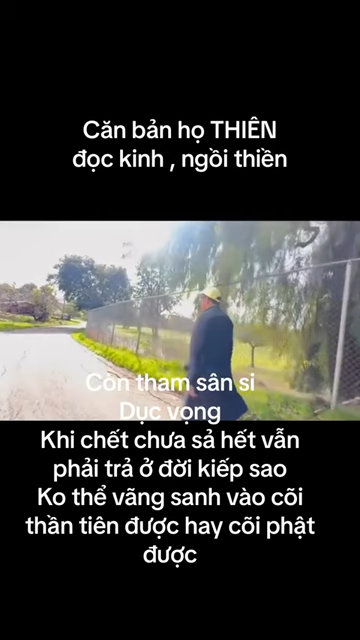 Căn bản họ THIÊN
đọc kinh , ngồi thiền
Còn tham sân si
Dục vọng
Khi chết chưa sả hết vẫn
phải trả ở đời kiếp sao
Ko thể vãng sanh vào cõi
thần tiên được hay cõi phật
được